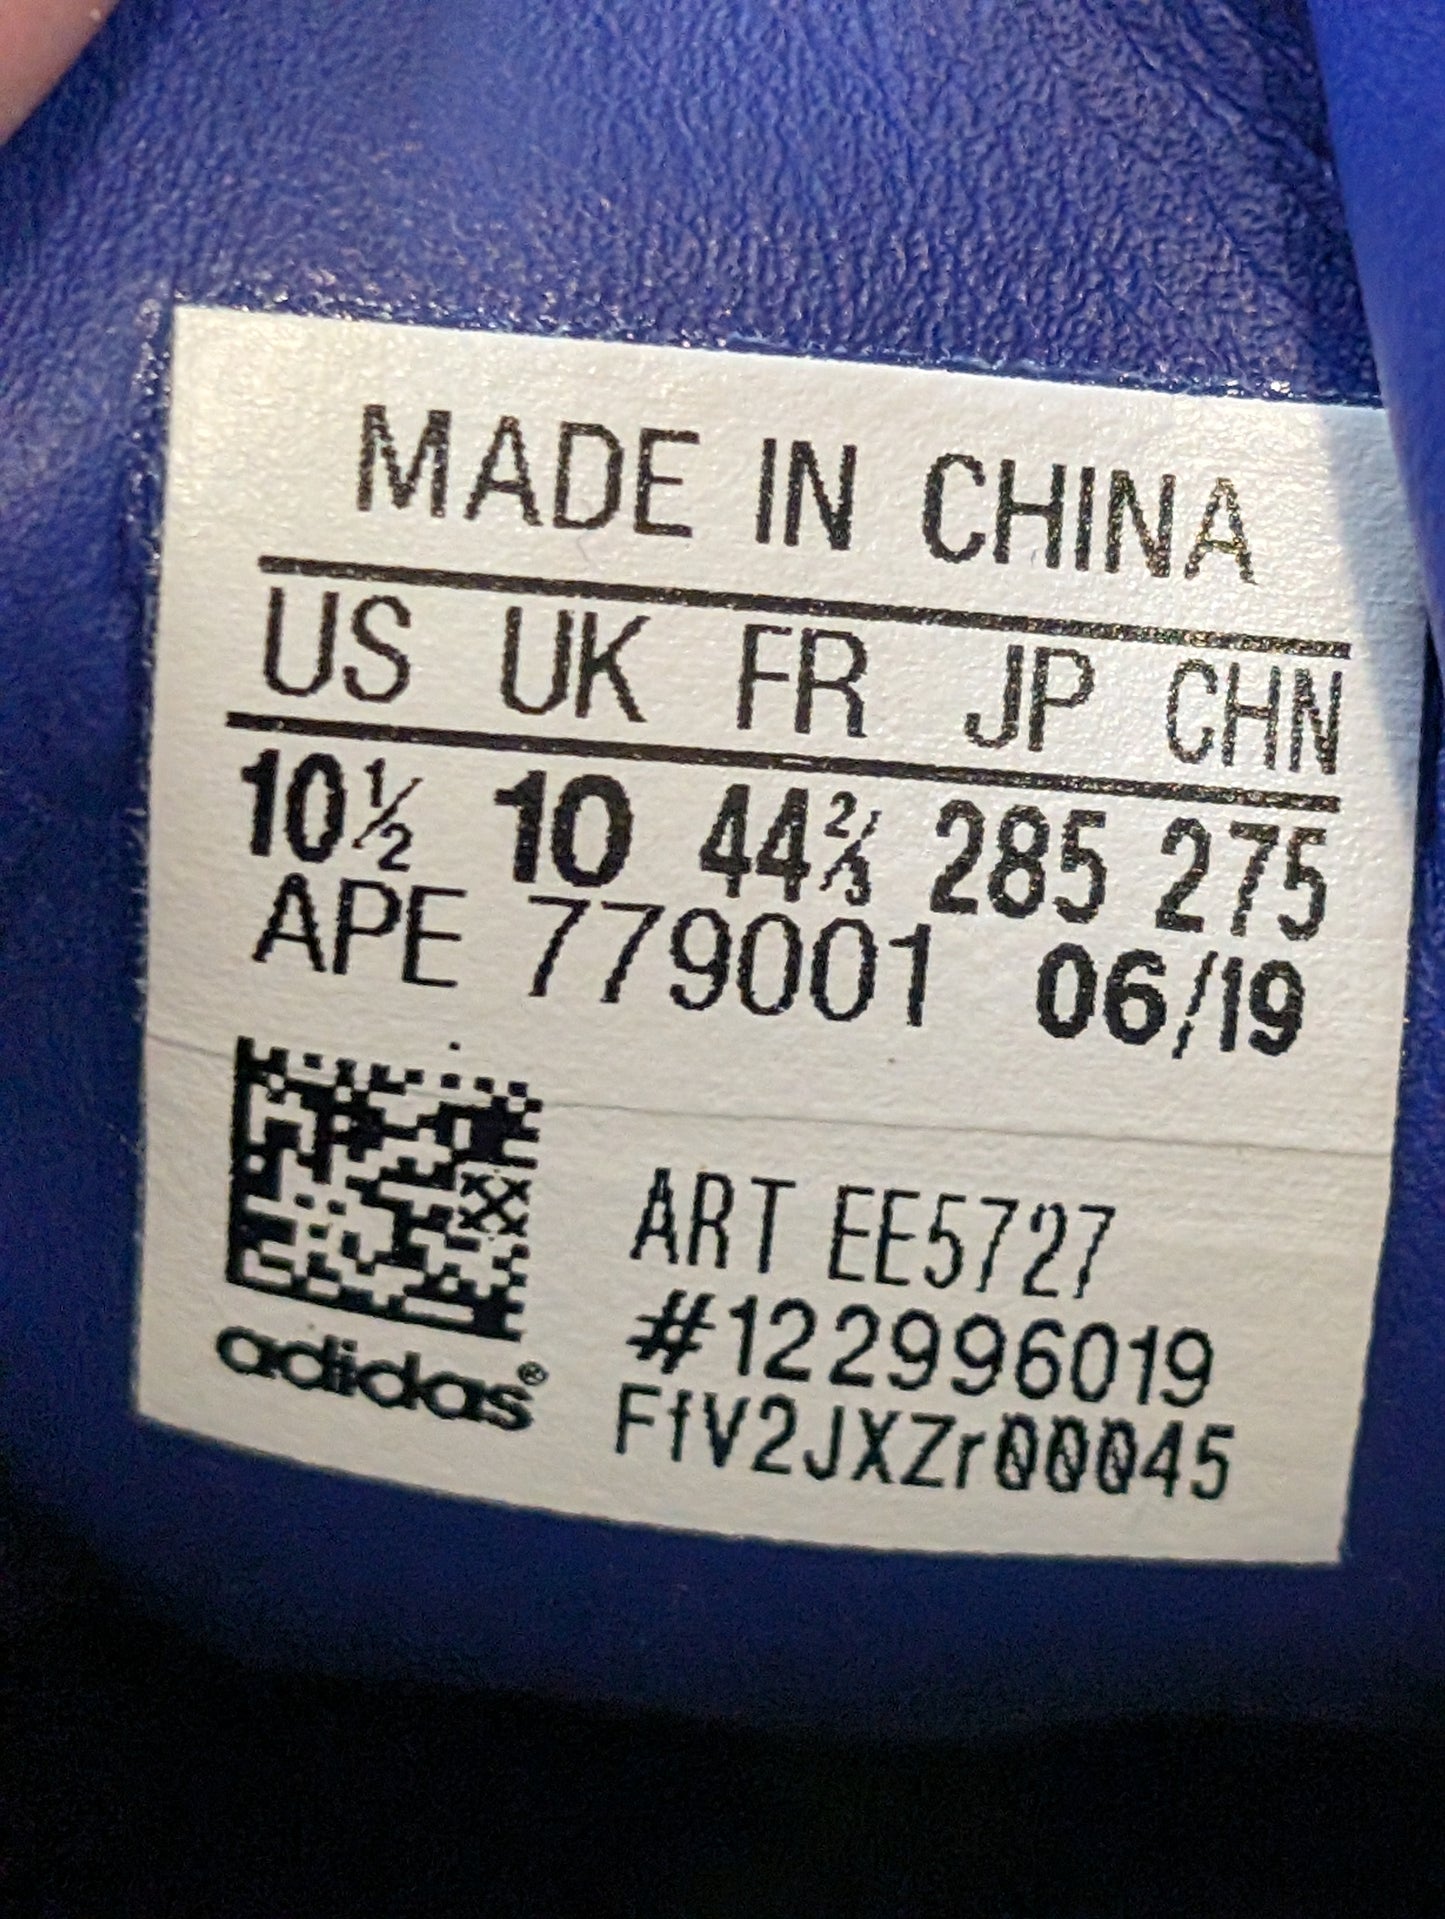 MADE IN CHINA
US UK FR JP CHN
10½ 10 44⅔ 285 275
APE 779001 06/19
ART EE5727
#122996019
adidas®
FfV2JXZr00045